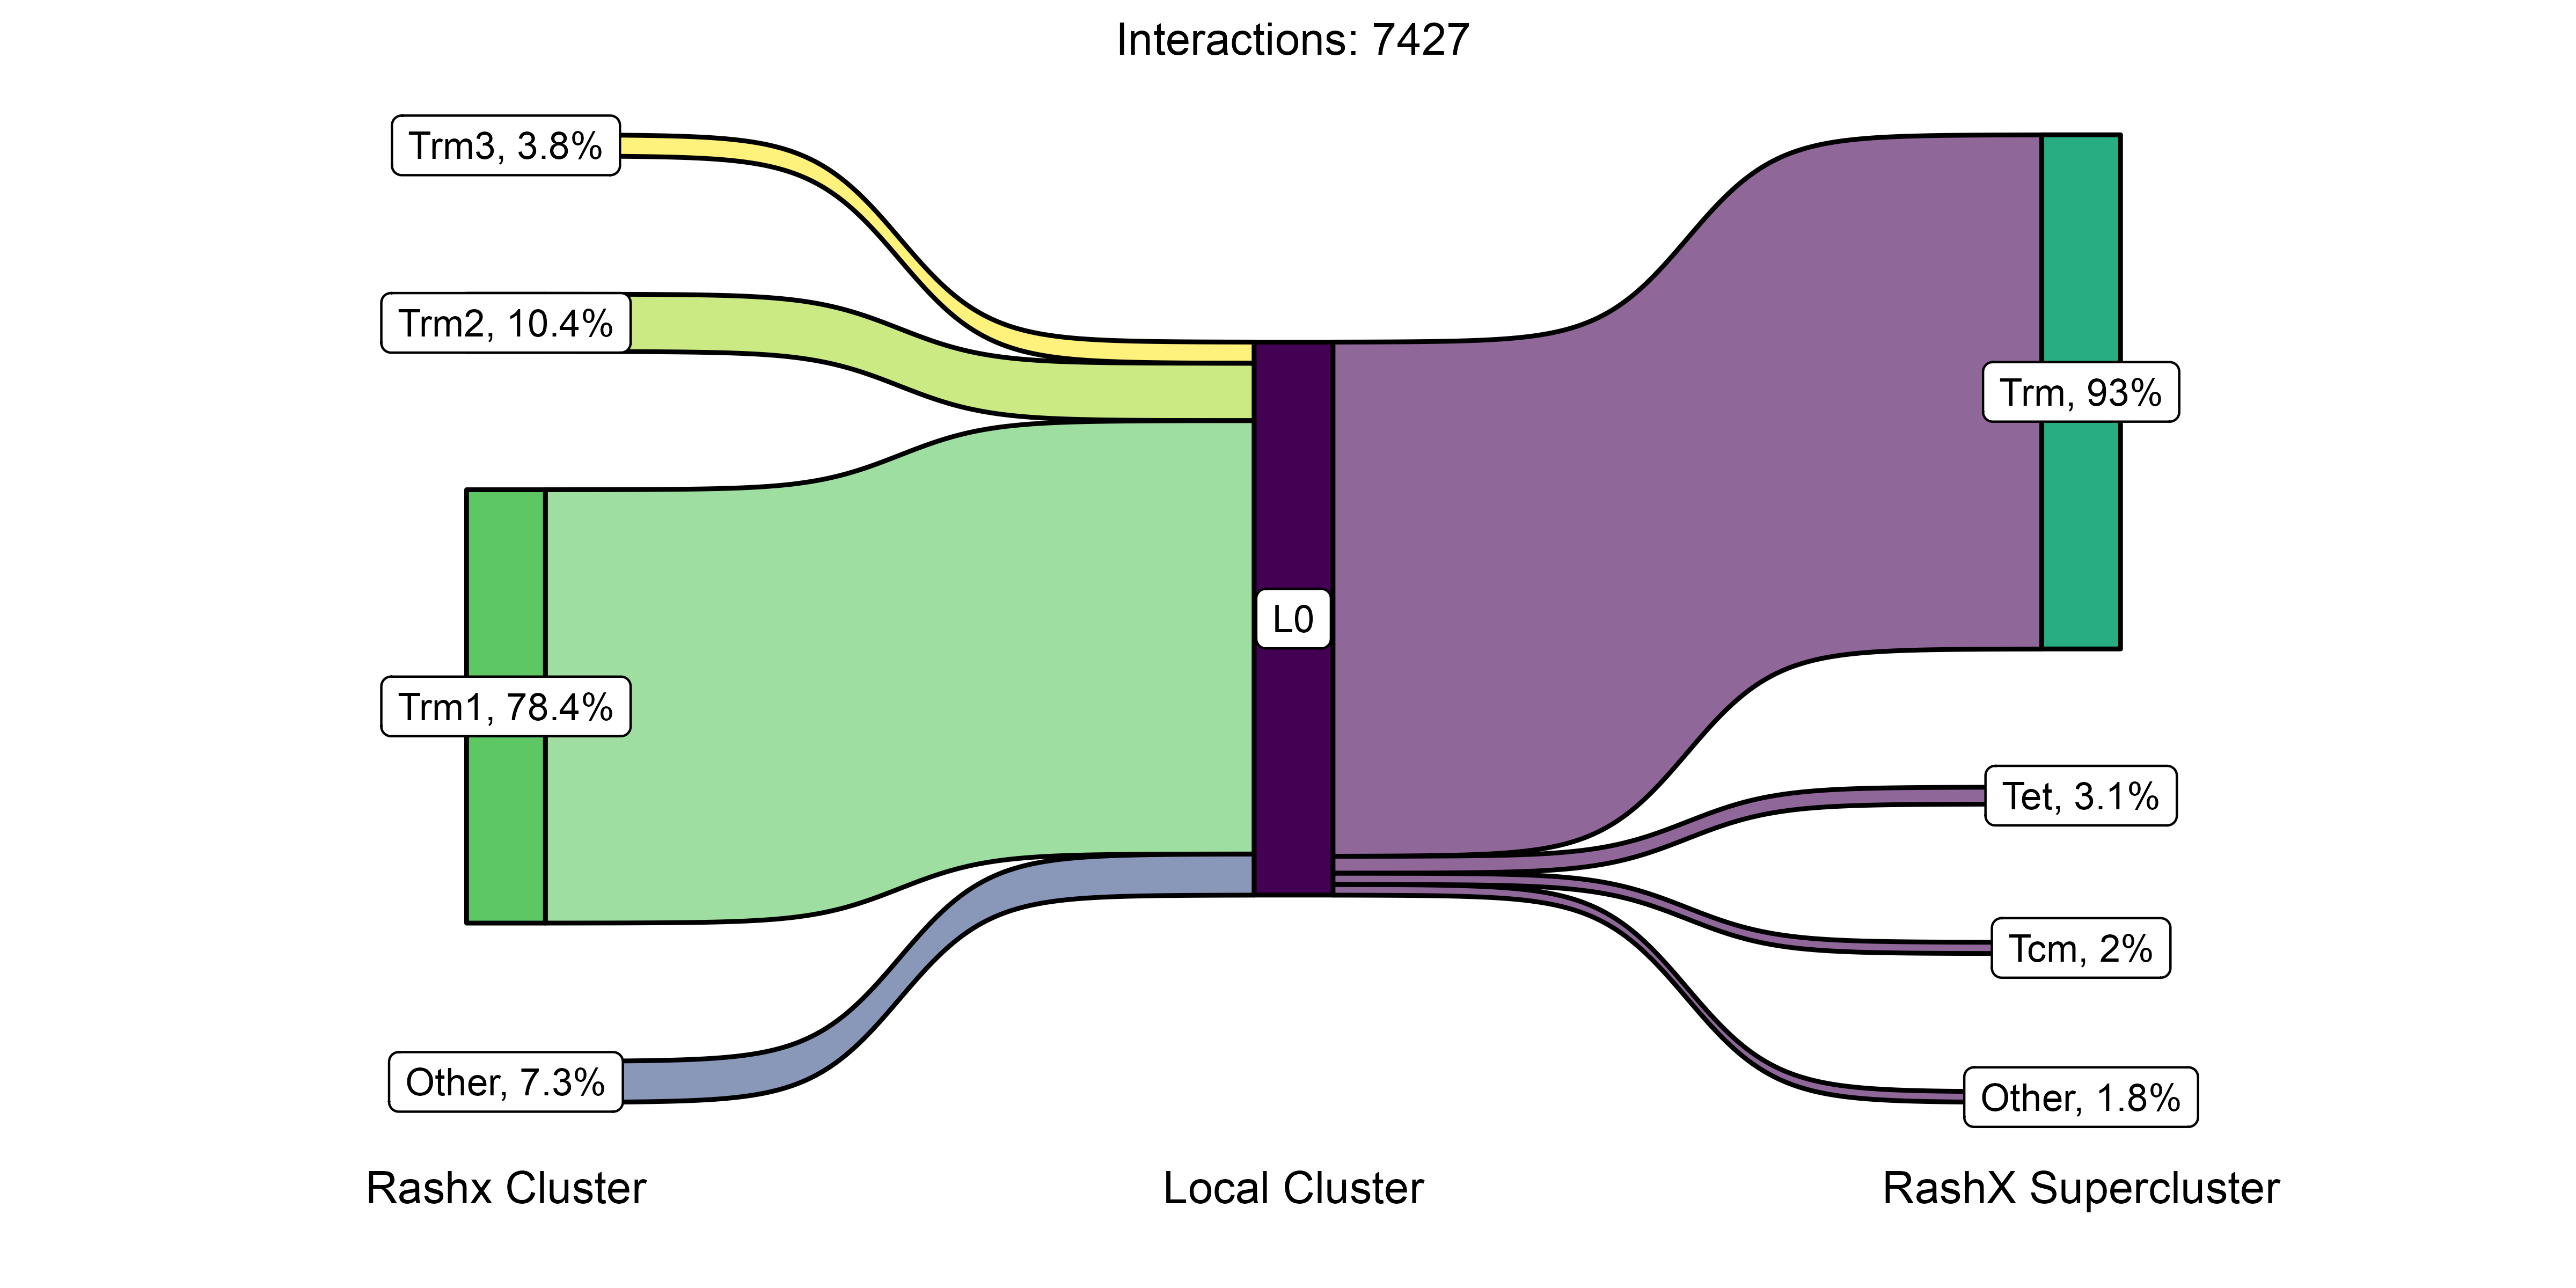 Interactions: 7427
Trm3, 3.8%
Trm2, 10.4%
Trm1, 78.4%
Other, 7.3%
L0
Trm, 93%
Tet, 3.1%
Tcm, 2%
Other, 1.8%
Rashx Cluster
Local Cluster
RashX Supercluster